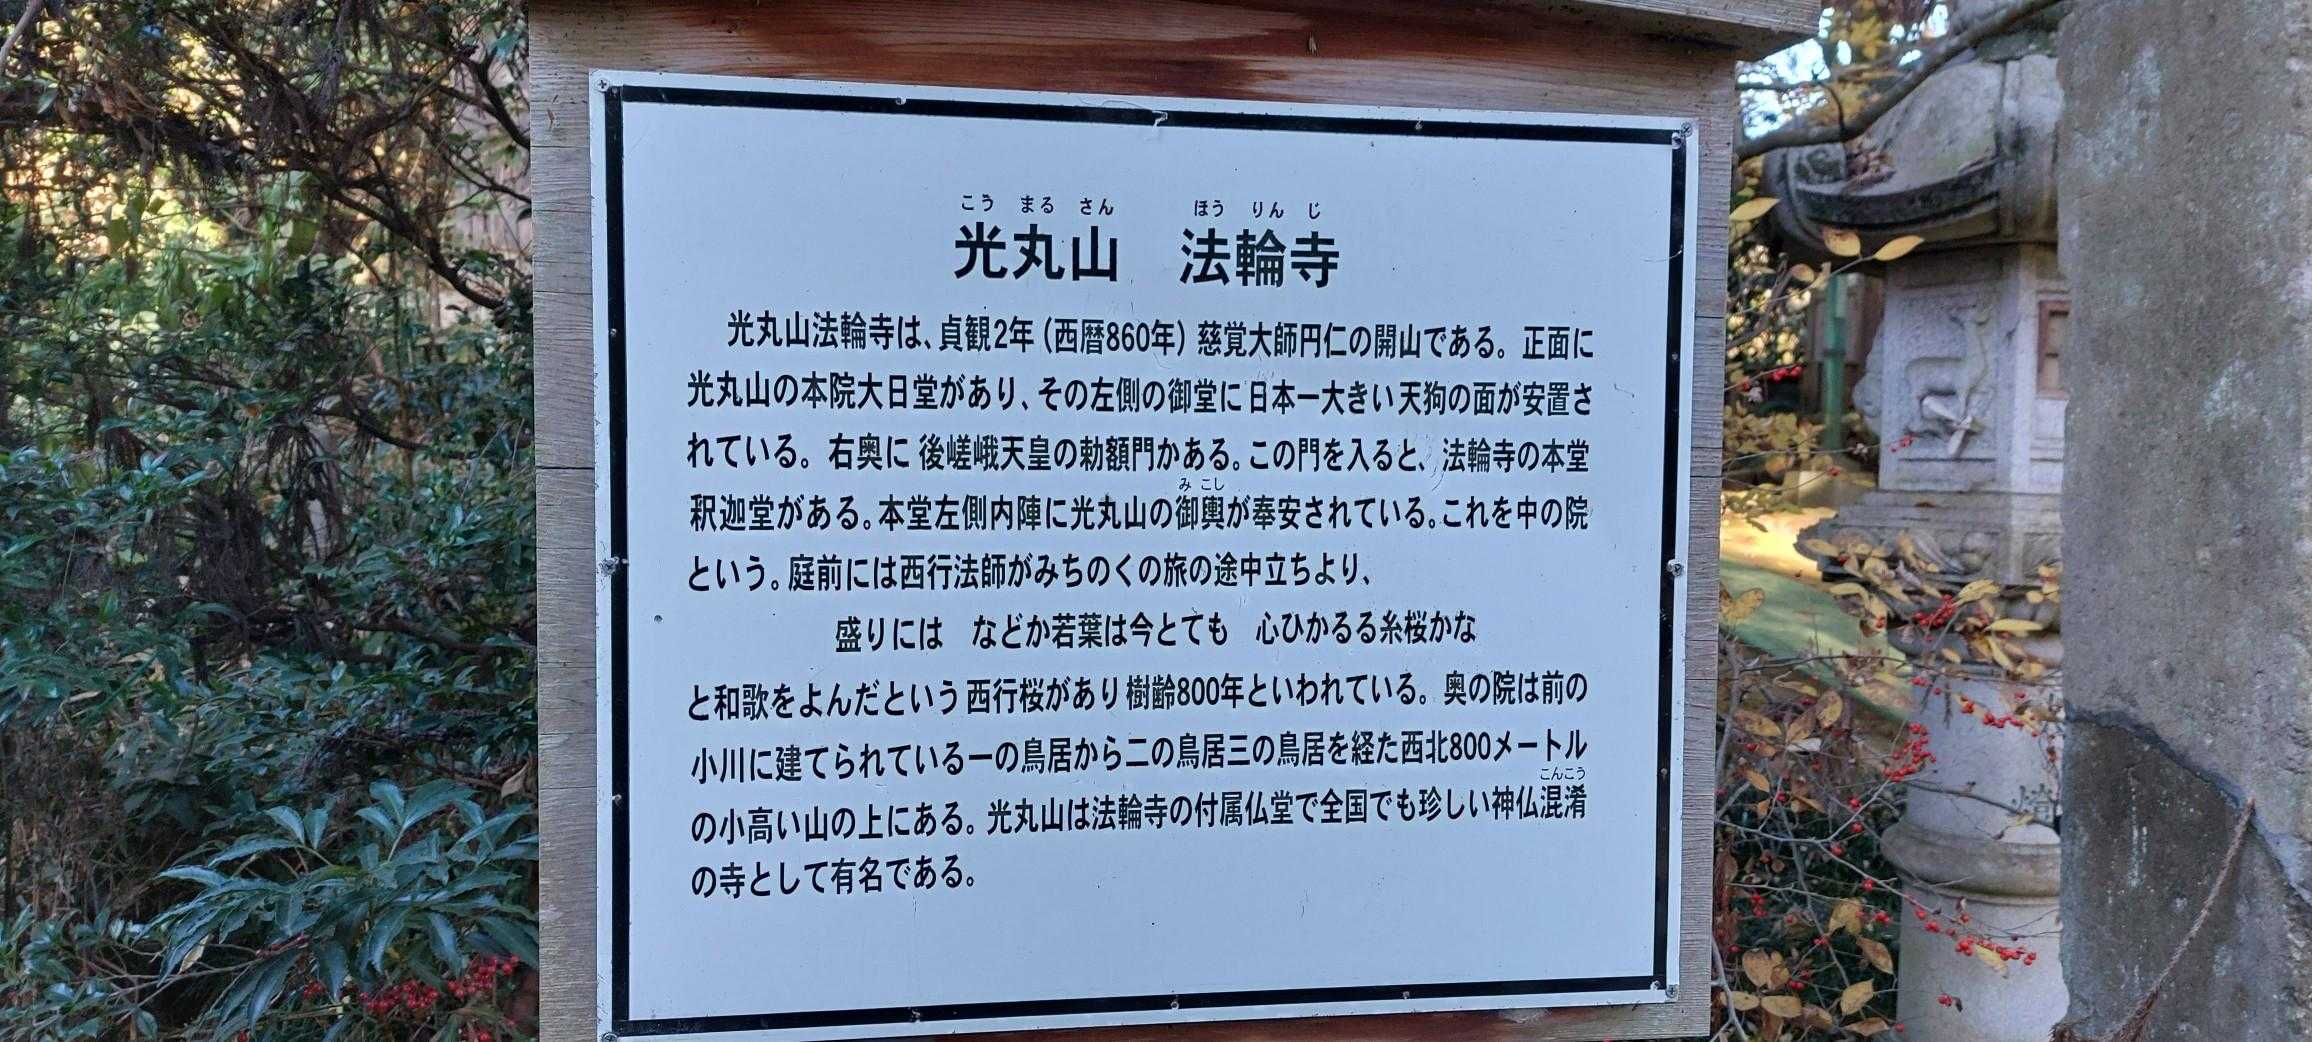 こう まる さん ほう りん じ
光丸山 法輪寺
光丸山法輪寺は、貞観2年（西暦860年）慈覚大師円仁の開山である。正面に
光丸山の本院大日堂があり、その左側の御堂に日本一大きい天狗の面が安置さ
れている。右奥に 後嵯峨天皇の勅額門かある。この門を入ると、法輪寺の本堂
み こし
釈迦堂がある。本堂左側内陣に光丸山の御輿が奉安されている。これを中の院
という。庭前には西行法師がみちのくの旅の途中立ちより、
盛りには などか若葉は今とても 心ひかるる糸桜かな
と和歌をよんだという西行桜があり樹齢800年といわれている。奥の院は前の
小川に建てられている一の鳥居から二の鳥居三の鳥居を経た西北800メートル
こんこう
の小高い山の上にある。光丸山は法輪寺の付属仏堂で全国でも珍しい神仏混淆
の寺として有名である。